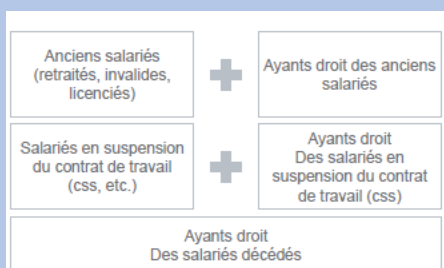 Anciens salariés
(retraités, invalides,
licenciés)
Ayants droit des anciens
salariés
Salariés en suspension
du contrat de travail
(css, etc.)
Ayants droit
Des salariés en
suspension du contrat
de travail (css)
Ayants droit
Des salariés décédés